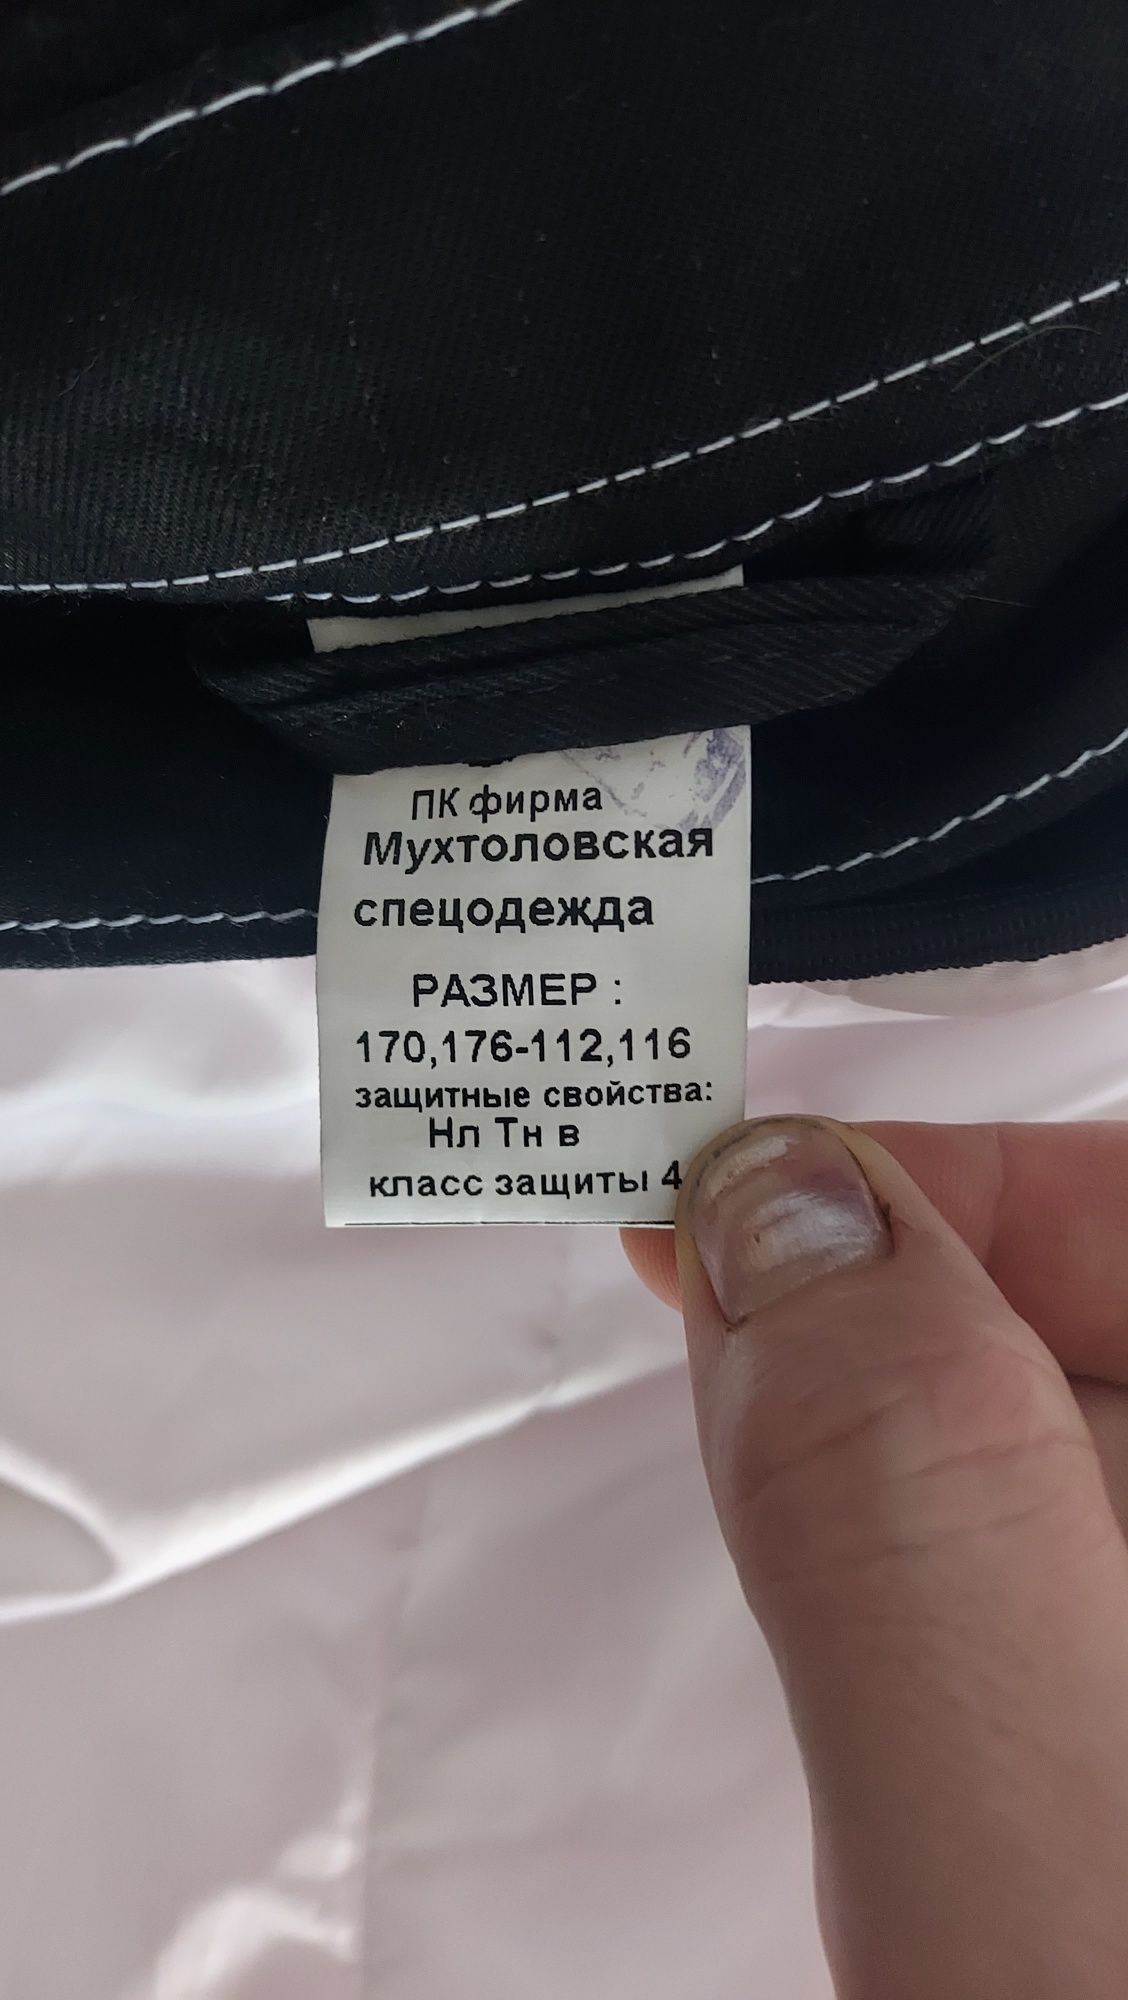 ПК фирма
Мухтоловская
спецодежда
РАЗМЕР :
170,176-112,116
защитные свойства:
Нл Тн в
класс защиты 4